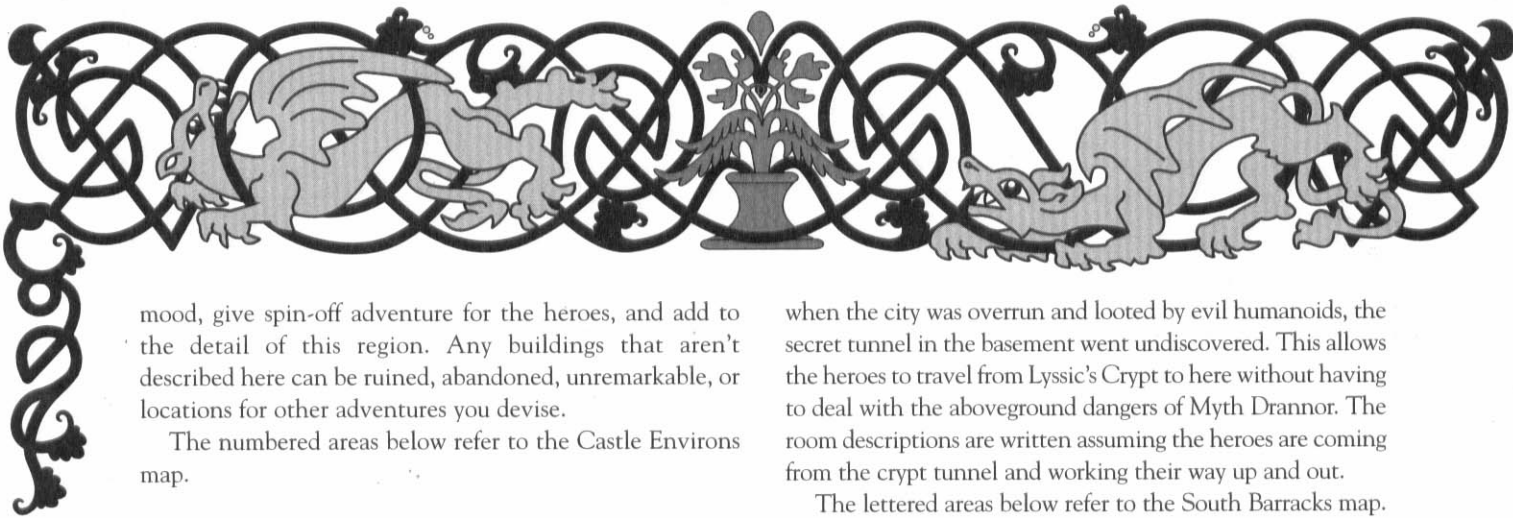 mood, give spin-off adventure for the heroes, and add to
the detail of this region. Any buildings that aren't
described here can be ruined, abandoned, unremarkable, or
locations for other adventures you devise.
The numbered areas below refer to the Castle Environs
map.
when the city was overrun and looted by evil humanoids, the
secret tunnel in the basement went undiscovered. This allows
the heroes to travel from Lyssic's Crypt to here without having
to deal with the aboveground dangers of Myth Drannor. The
room descriptions are written assuming the heroes are coming
from the crypt tunnel and working their way up and out.
The lettered areas below refer to the South Barracks map.